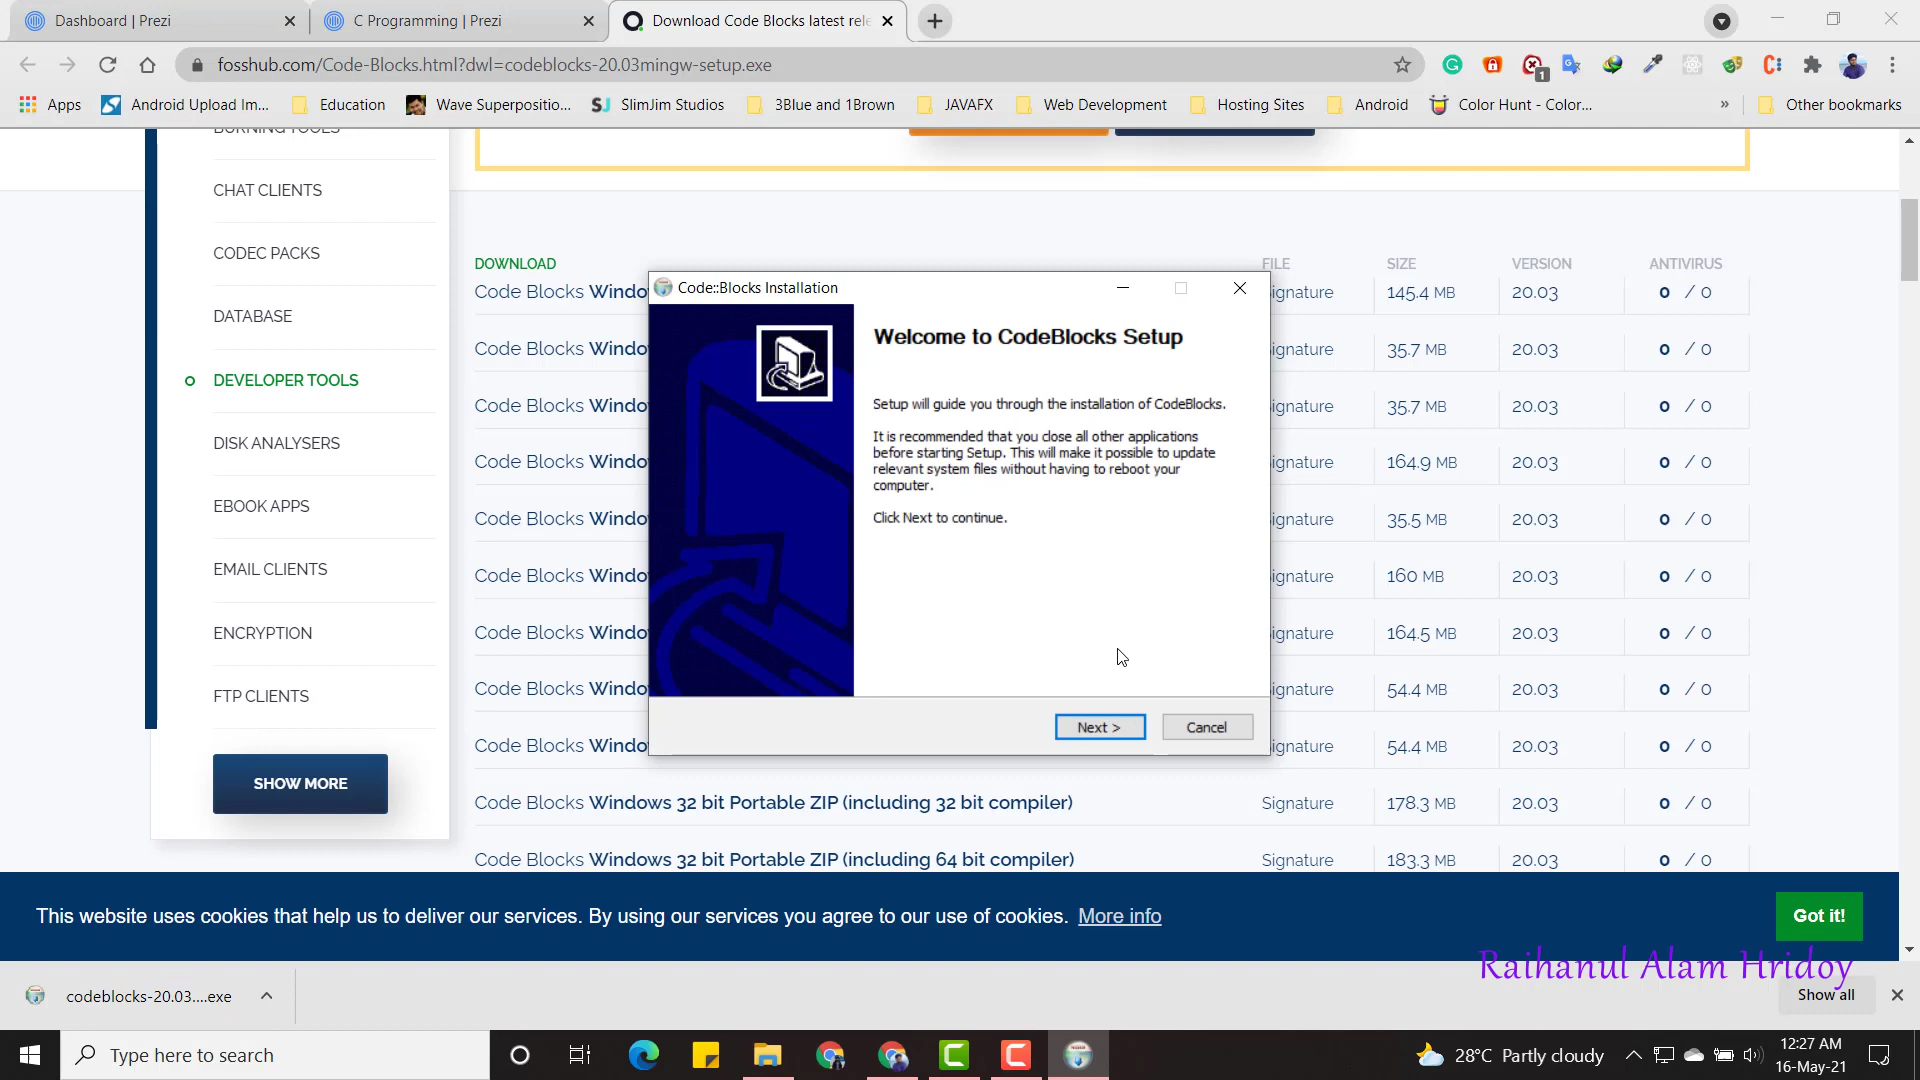 Dashboard | Prezi
C Programming | Prezi
Download Code Blocks latest rele
fosshub.com/Code-Blocks.html?dwl=codeblocks-20.03mingw-setup.exe
1
Apps
Android Upload Im...
Education
Wave Superpositio...
SlimJim Studios
3Blue and 1Brown
JAVAFX
Web Development
Hosting Sites
Android
Color Hunt - Color...
»
Other bookmarks
BURNING TOOLS
CHAT CLIENTS
CODEC PACKS
DATABASE
DEVELOPER TOOLS
DISK ANALYSERS
EBOOK APPS
EMAIL CLIENTS
ENCRYPTION
FTP CLIENTS
SHOW MORE
DOWNLOAD FILE SIZE VERSION ANTIVIRUS
Code Blocks Windo ignature 145.4 MB 20.03 0 / 0
Code Blocks Windo ignature 35.7 MB 20.03 0 / 0
Code Blocks Windo ignature 35.7 MB 20.03 0 / 0
Code Blocks Windo ignature 164.9 MB 20.03 0 / 0
Code Blocks Windo ignature 35.5 MB 20.03 0 / 0
Code Blocks Windo ignature 160 MB 20.03 0 / 0
Code Blocks Windo ignature 164.5 MB 20.03 0 / 0
Code Blocks Windo ignature 54.4 MB 20.03 0 / 0
Code Blocks Windo ignature 54.4 MB 20.03 0 / 0
Code Blocks Windows 32 bit Portable ZIP (including 32 bit compiler) Signature 178.3 MB 20.03 0 / 0
Code Blocks Windows 32 bit Portable ZIP (including 64 bit compiler) Signature 183.3 MB 20.03 0 / 0
Code::Blocks Installation
Welcome to CodeBlocks Setup
Setup will guide you through the installation of CodeBlocks.
It is recommended that you close all other applications
before starting Setup. This will make it possible to update
relevant system files without having to reboot your
computer.
Click Next to continue.
Next >
Cancel
This website uses cookies that help us to deliver our services. By using our services you agree to our use of cookies. More info
Got it!
Raihanul Alam Hridoy
codeblocks-20.03....exe
Show all
Type here to search
28°C Partly cloudy
12:27 AM
16-May-21